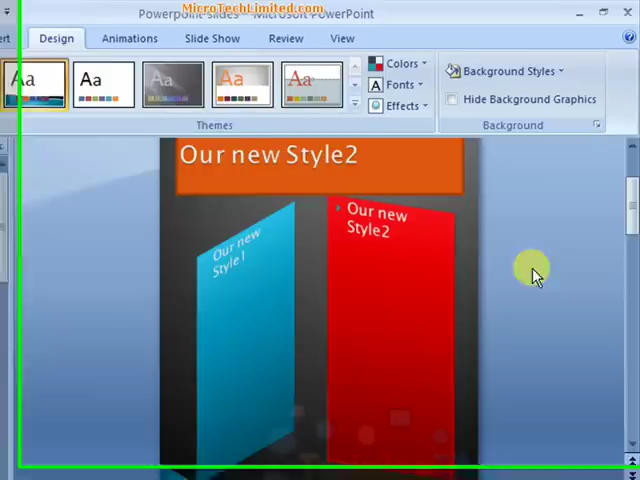 MicroTechLimited.com
Powerpoint-slides - Microsoft PowerPoint
Design Animations Slide Show Review View
Aa Aa Aa Aa Aa
Colors
Fonts
Effects
Background Styles
Hide Background Graphics
Themes Background
Our new Style2
Our new
Style1
Our new
Style2